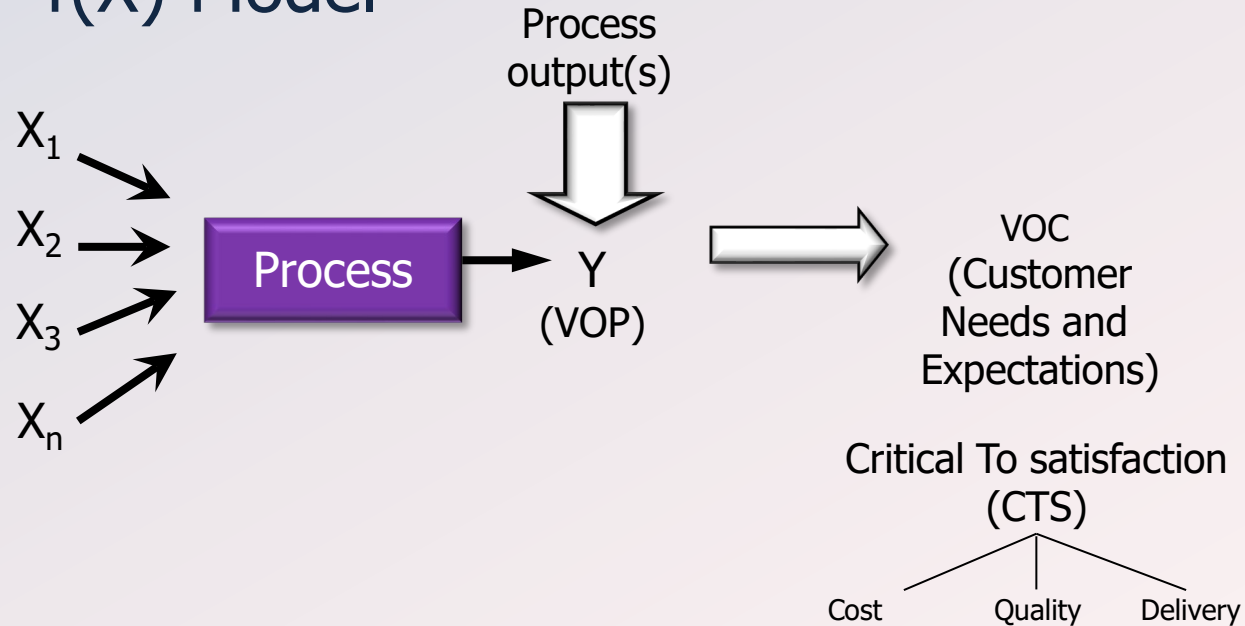 f(X) Model
Process
output(s)
X₁
X₂
X₃
Xₙ
Process
Y
(VOP)
VOC
(Customer
Needs and
Expectations)
Critical To satisfaction
(CTS)
Cost
Quality
Delivery